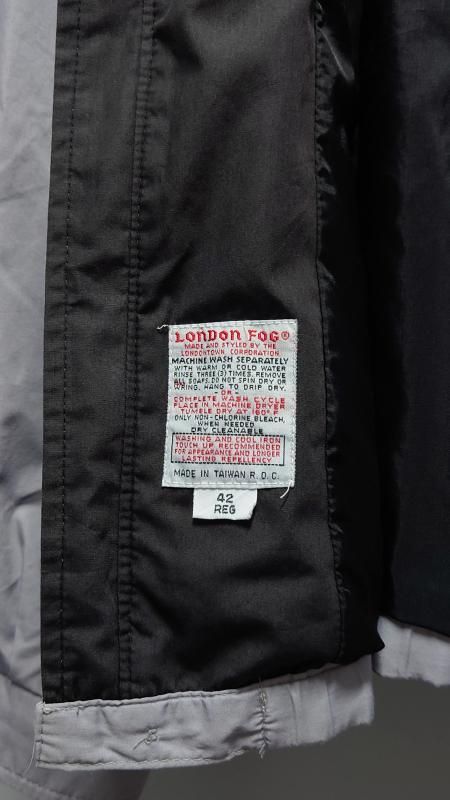 LONDON FOG®
MADE AND STYLED BY THE
LONDONTOWN CORPORATION
MACHINE WASH SEPARATELY
WITH WARM OR COLD WATER
RINSE THREE (3) TIMES. REMOVE
ALL SOAPS. DO NOT SPIN DRY OR
WRING. HANG TO DRIP DRY.
- OR -
COMPLETE WASH CYCLE
PLACE IN MACHINE DRYER
TUMBLE DRY AT 160° F
ONLY NON-CHLORINE BLEACH,
WHEN NEEDED
DRY CLEANABLE
WASHING AND COOL IRON
TOUCH UP RECOMMENDED
FOR APPEARANCE AND LONGER
LASTING REPELLENCY
MADE IN TAIWAN R.O.C.
42
REG